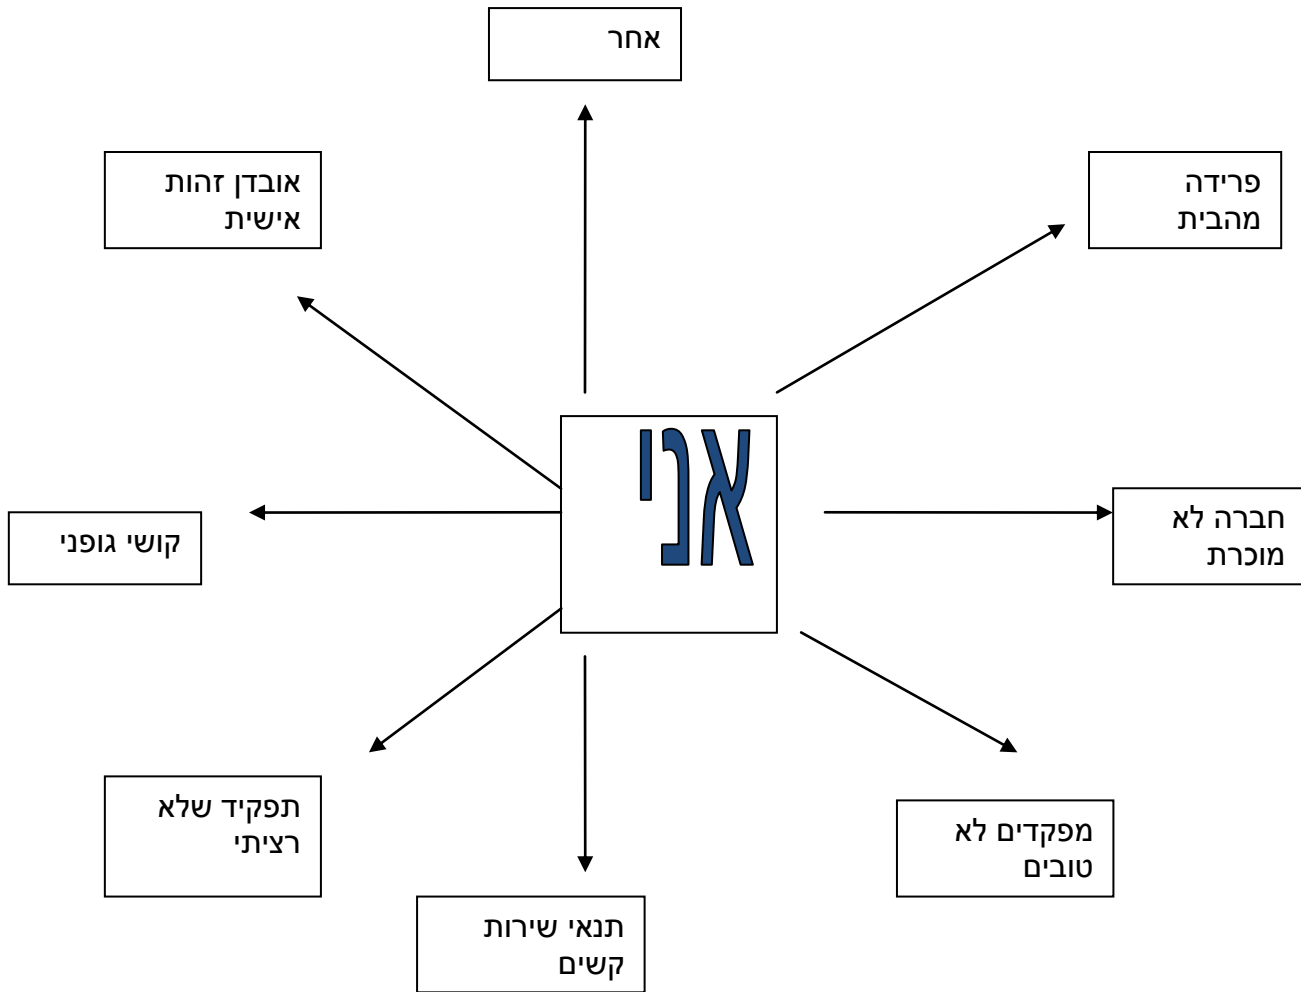 אחר
פרידה
מהבית
אובדן זהות
אישית
אני
חברה לא
מוכרת
קושי גופני
מפקדים לא
טובים
תפקיד שלא
רציתי
תנאי שירות
קשים